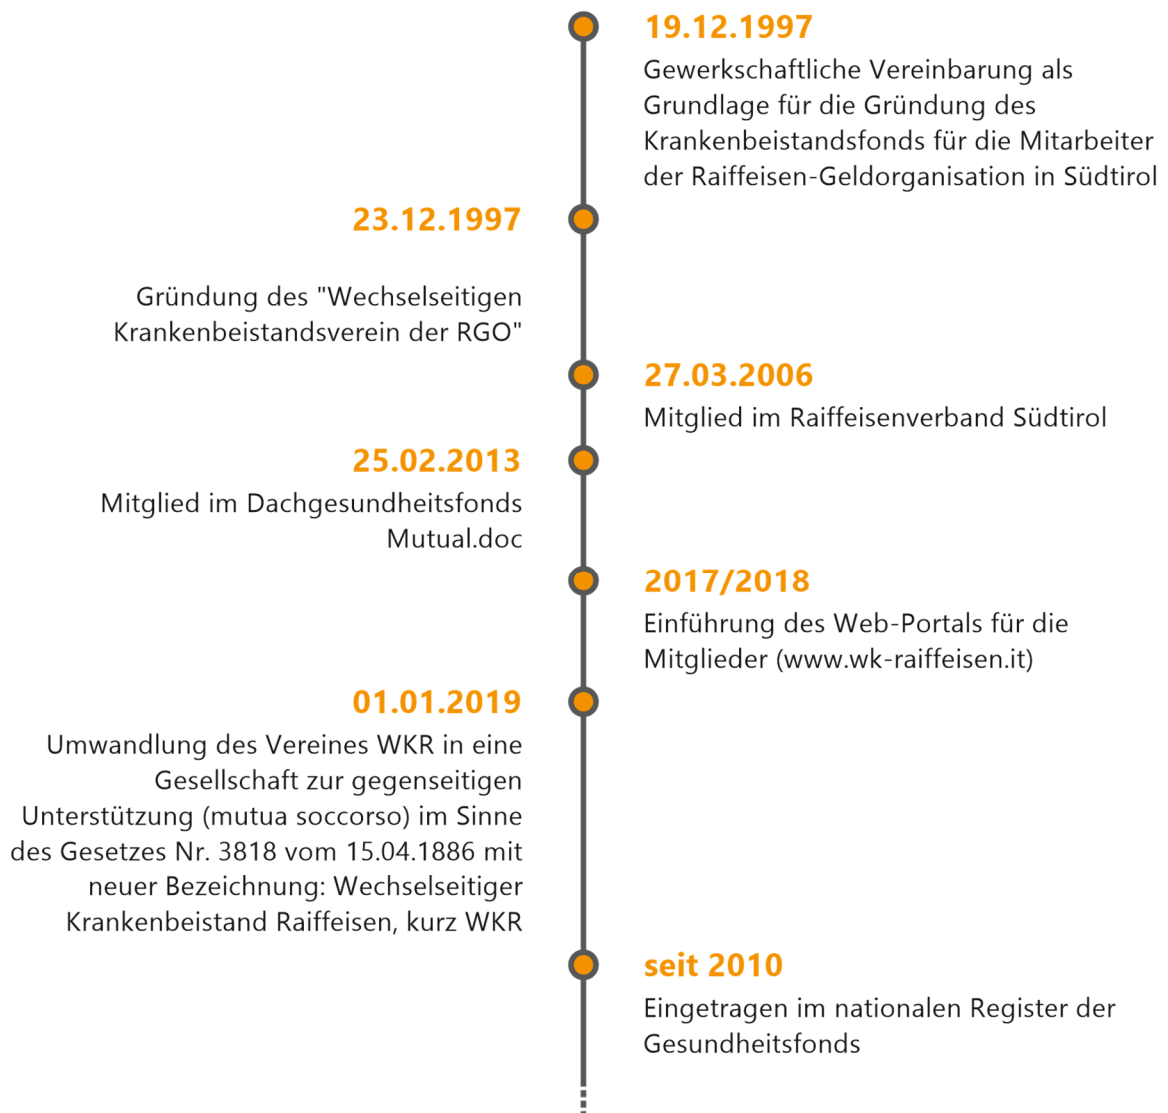 19.12.1997
Gewerkschaftliche Vereinbarung als
Grundlage für die Gründung des
Krankenbeistandsfonds für die Mitarbeiter
der Raiffeisen-Geldorganisation in Südtirol
23.12.1997
Gründung des "Wechselseitigen
Krankenbeistandsverein der RGO"
27.03.2006
Mitglied im Raiffeisenverband Südtirol
25.02.2013
Mitglied im Dachgesundheitsfonds
Mutual.doc
2017/2018
Einführung des Web-Portals für die
Mitglieder (www.wk-raiffeisen.it)
01.01.2019
Umwandlung des Vereines WKR in eine
Gesellschaft zur gegenseitigen
Unterstützung (mutua soccorso) im Sinne
des Gesetzes Nr. 3818 vom 15.04.1886 mit
neuer Bezeichnung: Wechselseitiger
Krankenbeistand Raiffeisen, kurz WKR
seit 2010
Eingetragen im nationalen Register der
Gesundheitsfonds